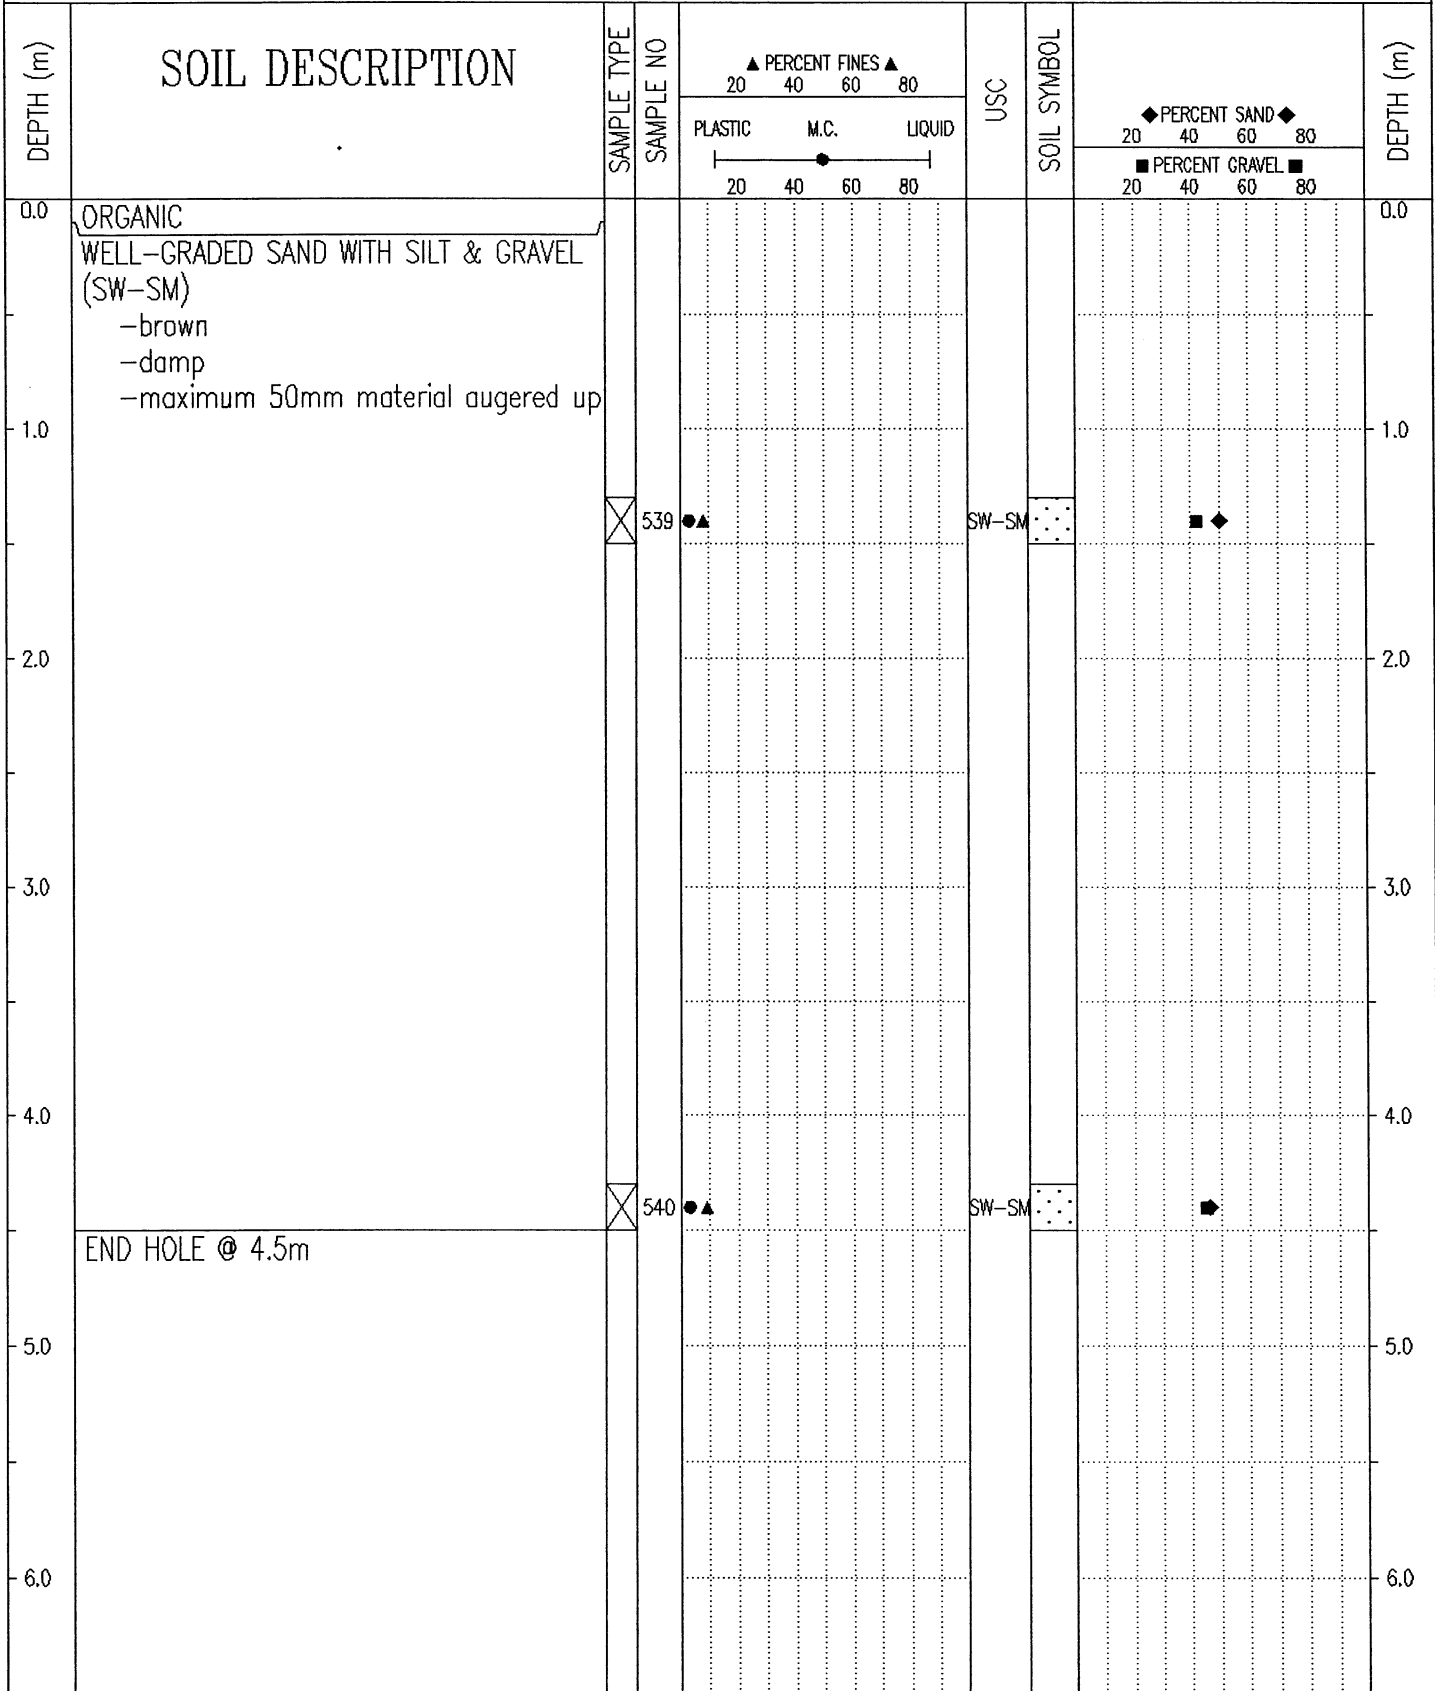 DEPTH (m)
SOIL DESCRIPTION
SAMPLE TYPE
SAMPLE NO
▲ PERCENT FINES ▲
20 40 60 80
PLASTIC M.C. LIQUID
20 40 60 80
USC
SOIL SYMBOL
◆ PERCENT SAND ◆
20 40 60 80
■ PERCENT GRAVEL ■
20 40 60 80
DEPTH (m)
0.0 ORGANIC 0.0
WELL-GRADED SAND WITH SILT & GRAVEL
(SW-SM)
-brown
-damp
-maximum 50mm material augered up
1.0 1.0
539 SW-SM
2.0 2.0
3.0 3.0
4.0 4.0
540 SW-SM
END HOLE @ 4.5m
5.0 5.0
6.0 6.0